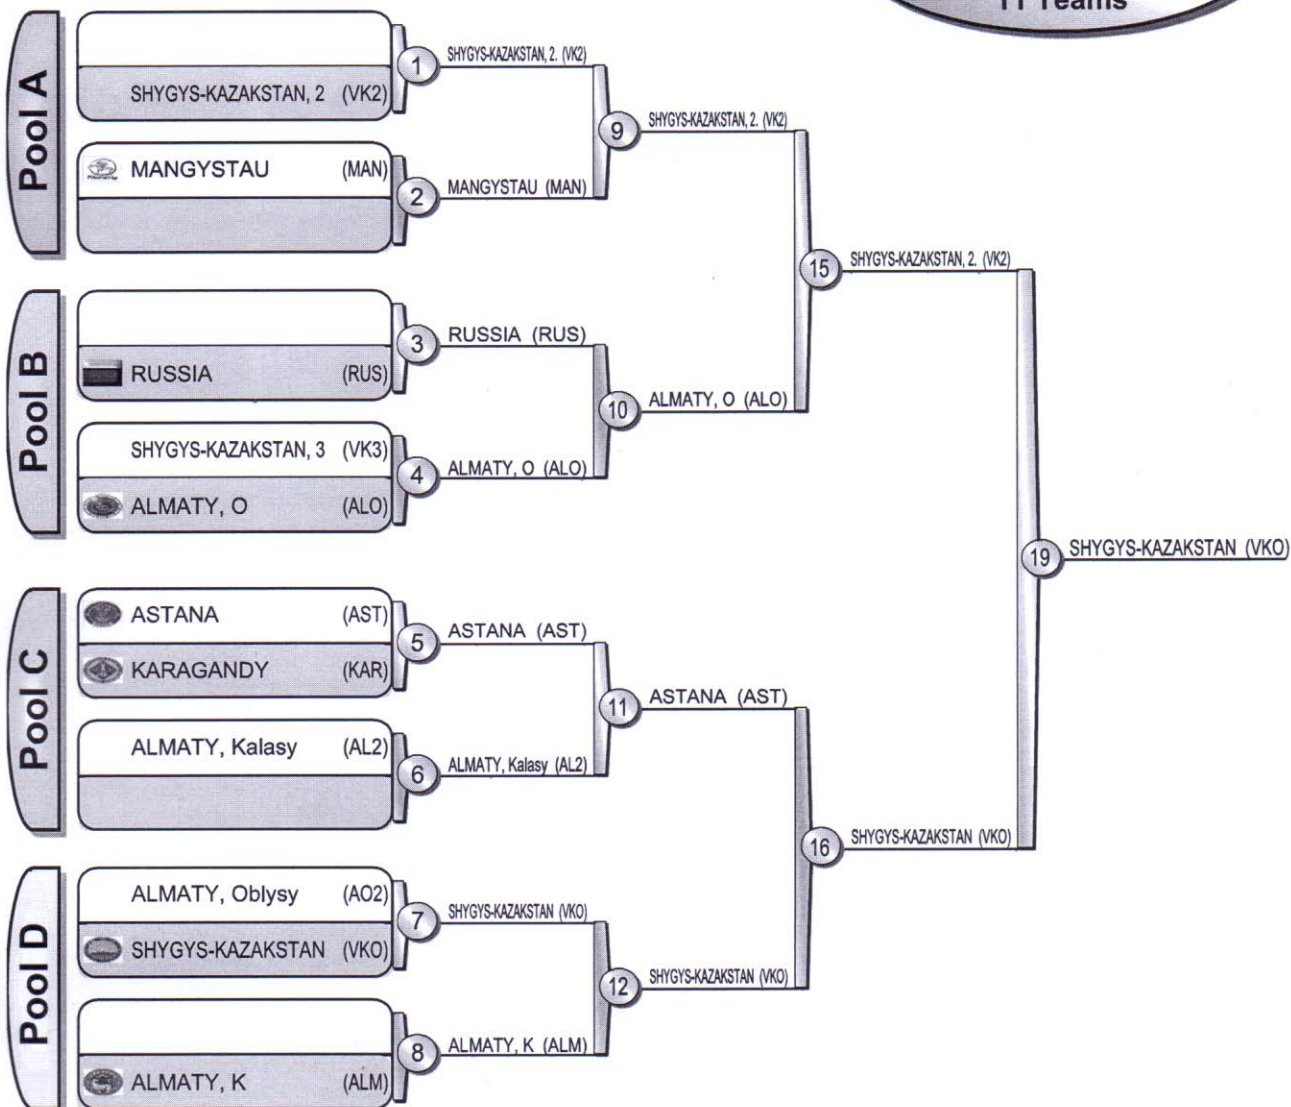 11 Teams
Pool A
SHYGYS-KAZAKSTAN, 2 (VK2)
1
SHYGYS-KAZAKSTAN, 2. (VK2)
MANGYSTAU (MAN)
2
MANGYSTAU (MAN)
9
SHYGYS-KAZAKSTAN, 2. (VK2)
Pool B
RUSSIA (RUS)
3
RUSSIA (RUS)
SHYGYS-KAZAKSTAN, 3 (VK3)
ALMATY, O (ALO)
4
ALMATY, O (ALO)
10
ALMATY, O (ALO)
15
SHYGYS-KAZAKSTAN, 2. (VK2)
Pool C
ASTANA (AST)
KARAGANDY (KAR)
5
ASTANA (AST)
ALMATY, Kalasy (AL2)
6
ALMATY, Kalasy (AL2)
11
ASTANA (AST)
Pool D
ALMATY, Oblysy (AO2)
SHYGYS-KAZAKSTAN (VKO)
7
SHYGYS-KAZAKSTAN (VKO)
ALMATY, K (ALM)
8
ALMATY, K (ALM)
12
SHYGYS-KAZAKSTAN (VKO)
16
SHYGYS-KAZAKSTAN (VKO)
19
SHYGYS-KAZAKSTAN (VKO)